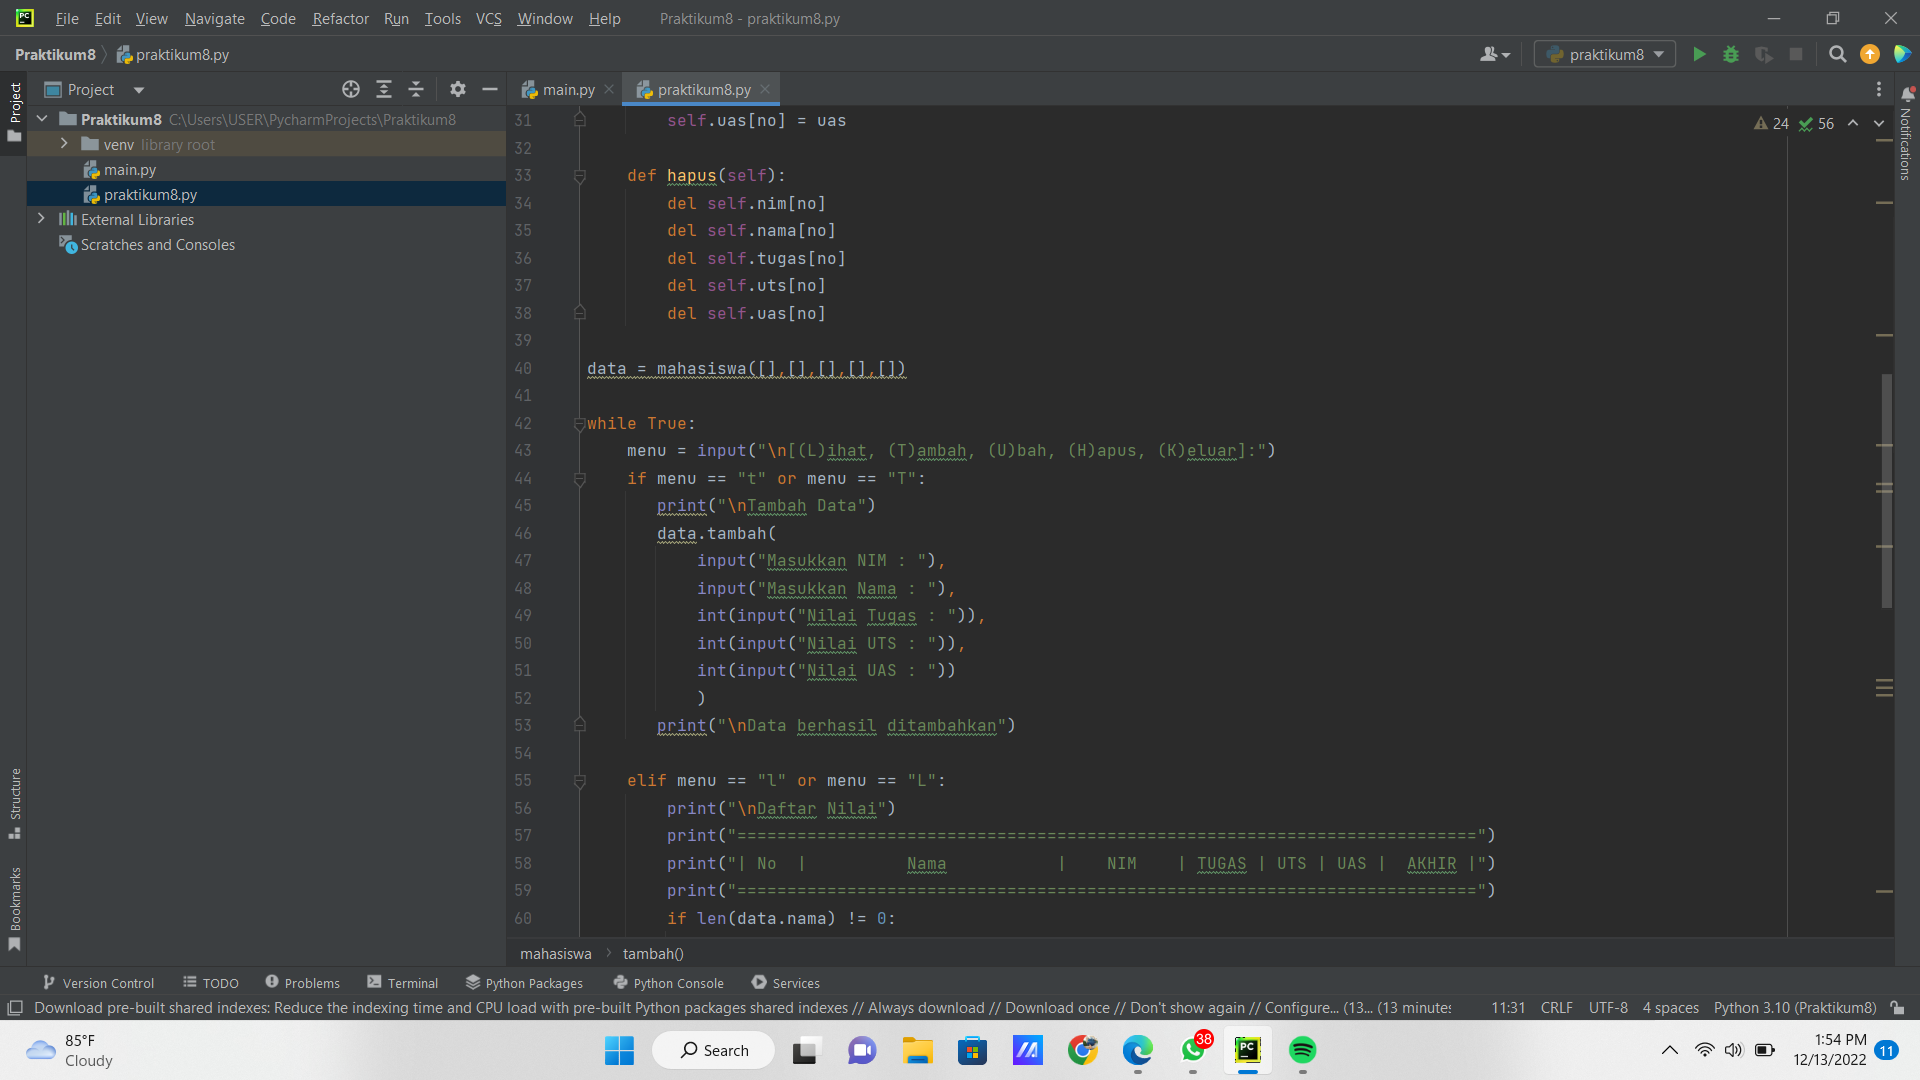 File Edit View Navigate Code Refactor Run Tools VCS Window Help Praktikum8 - praktikum8.py
Praktikum8 praktikum8.py praktikum8
Project main.py praktikum8.py
Project
Praktikum8 C:\Users\USER\PycharmProjects\Praktikum8
venv library root
main.py
praktikum8.py
External Libraries
Scratches and Consoles
24 56
Notifications
31 self.uas[no] = uas
32
33 def hapus(self):
34 del self.nim[no]
35 del self.nama[no]
36 del self.tugas[no]
37 del self.uts[no]
38 del self.uas[no]
39
40 data = mahasiswa([],[],[],[],[])
41
42 while True:
43 menu = input("\n[(L)ihat, (T)ambah, (U)bah, (H)apus, (K)eluar]:")
44 if menu == "t" or menu == "T":
45 print("\nTambah Data")
46 data.tambah(
47 input("Masukkan NIM : "),
48 input("Masukkan Nama : "),
49 int(input("Nilai Tugas : ")),
50 int(input("Nilai UTS : ")),
51 int(input("Nilai UAS : "))
52 )
53 print("\nData berhasil ditambahkan")
54
55 elif menu == "l" or menu == "L":
56 print("\nDaftar Nilai")
57 print("==========================================================================")
58 print("| No | Nama | NIM | TUGAS | UTS | UAS | AKHIR |")
59 print("==========================================================================")
60 if len(data.nama) != 0:
Structure
Bookmarks
mahasiswa tambah()
Version Control TODO Problems Terminal Python Packages Python Console Services
Download pre-built shared indexes: Reduce the indexing time and CPU load with pre-built Python packages shared indexes // Always download // Download once // Don't show again // Configure... (13... (13 minutes 11:31 CRLF UTF-8 4 spaces Python 3.10 (Praktikum8)
85°F
Cloudy
Search
PC
38
1:54 PM
12/13/2022
11